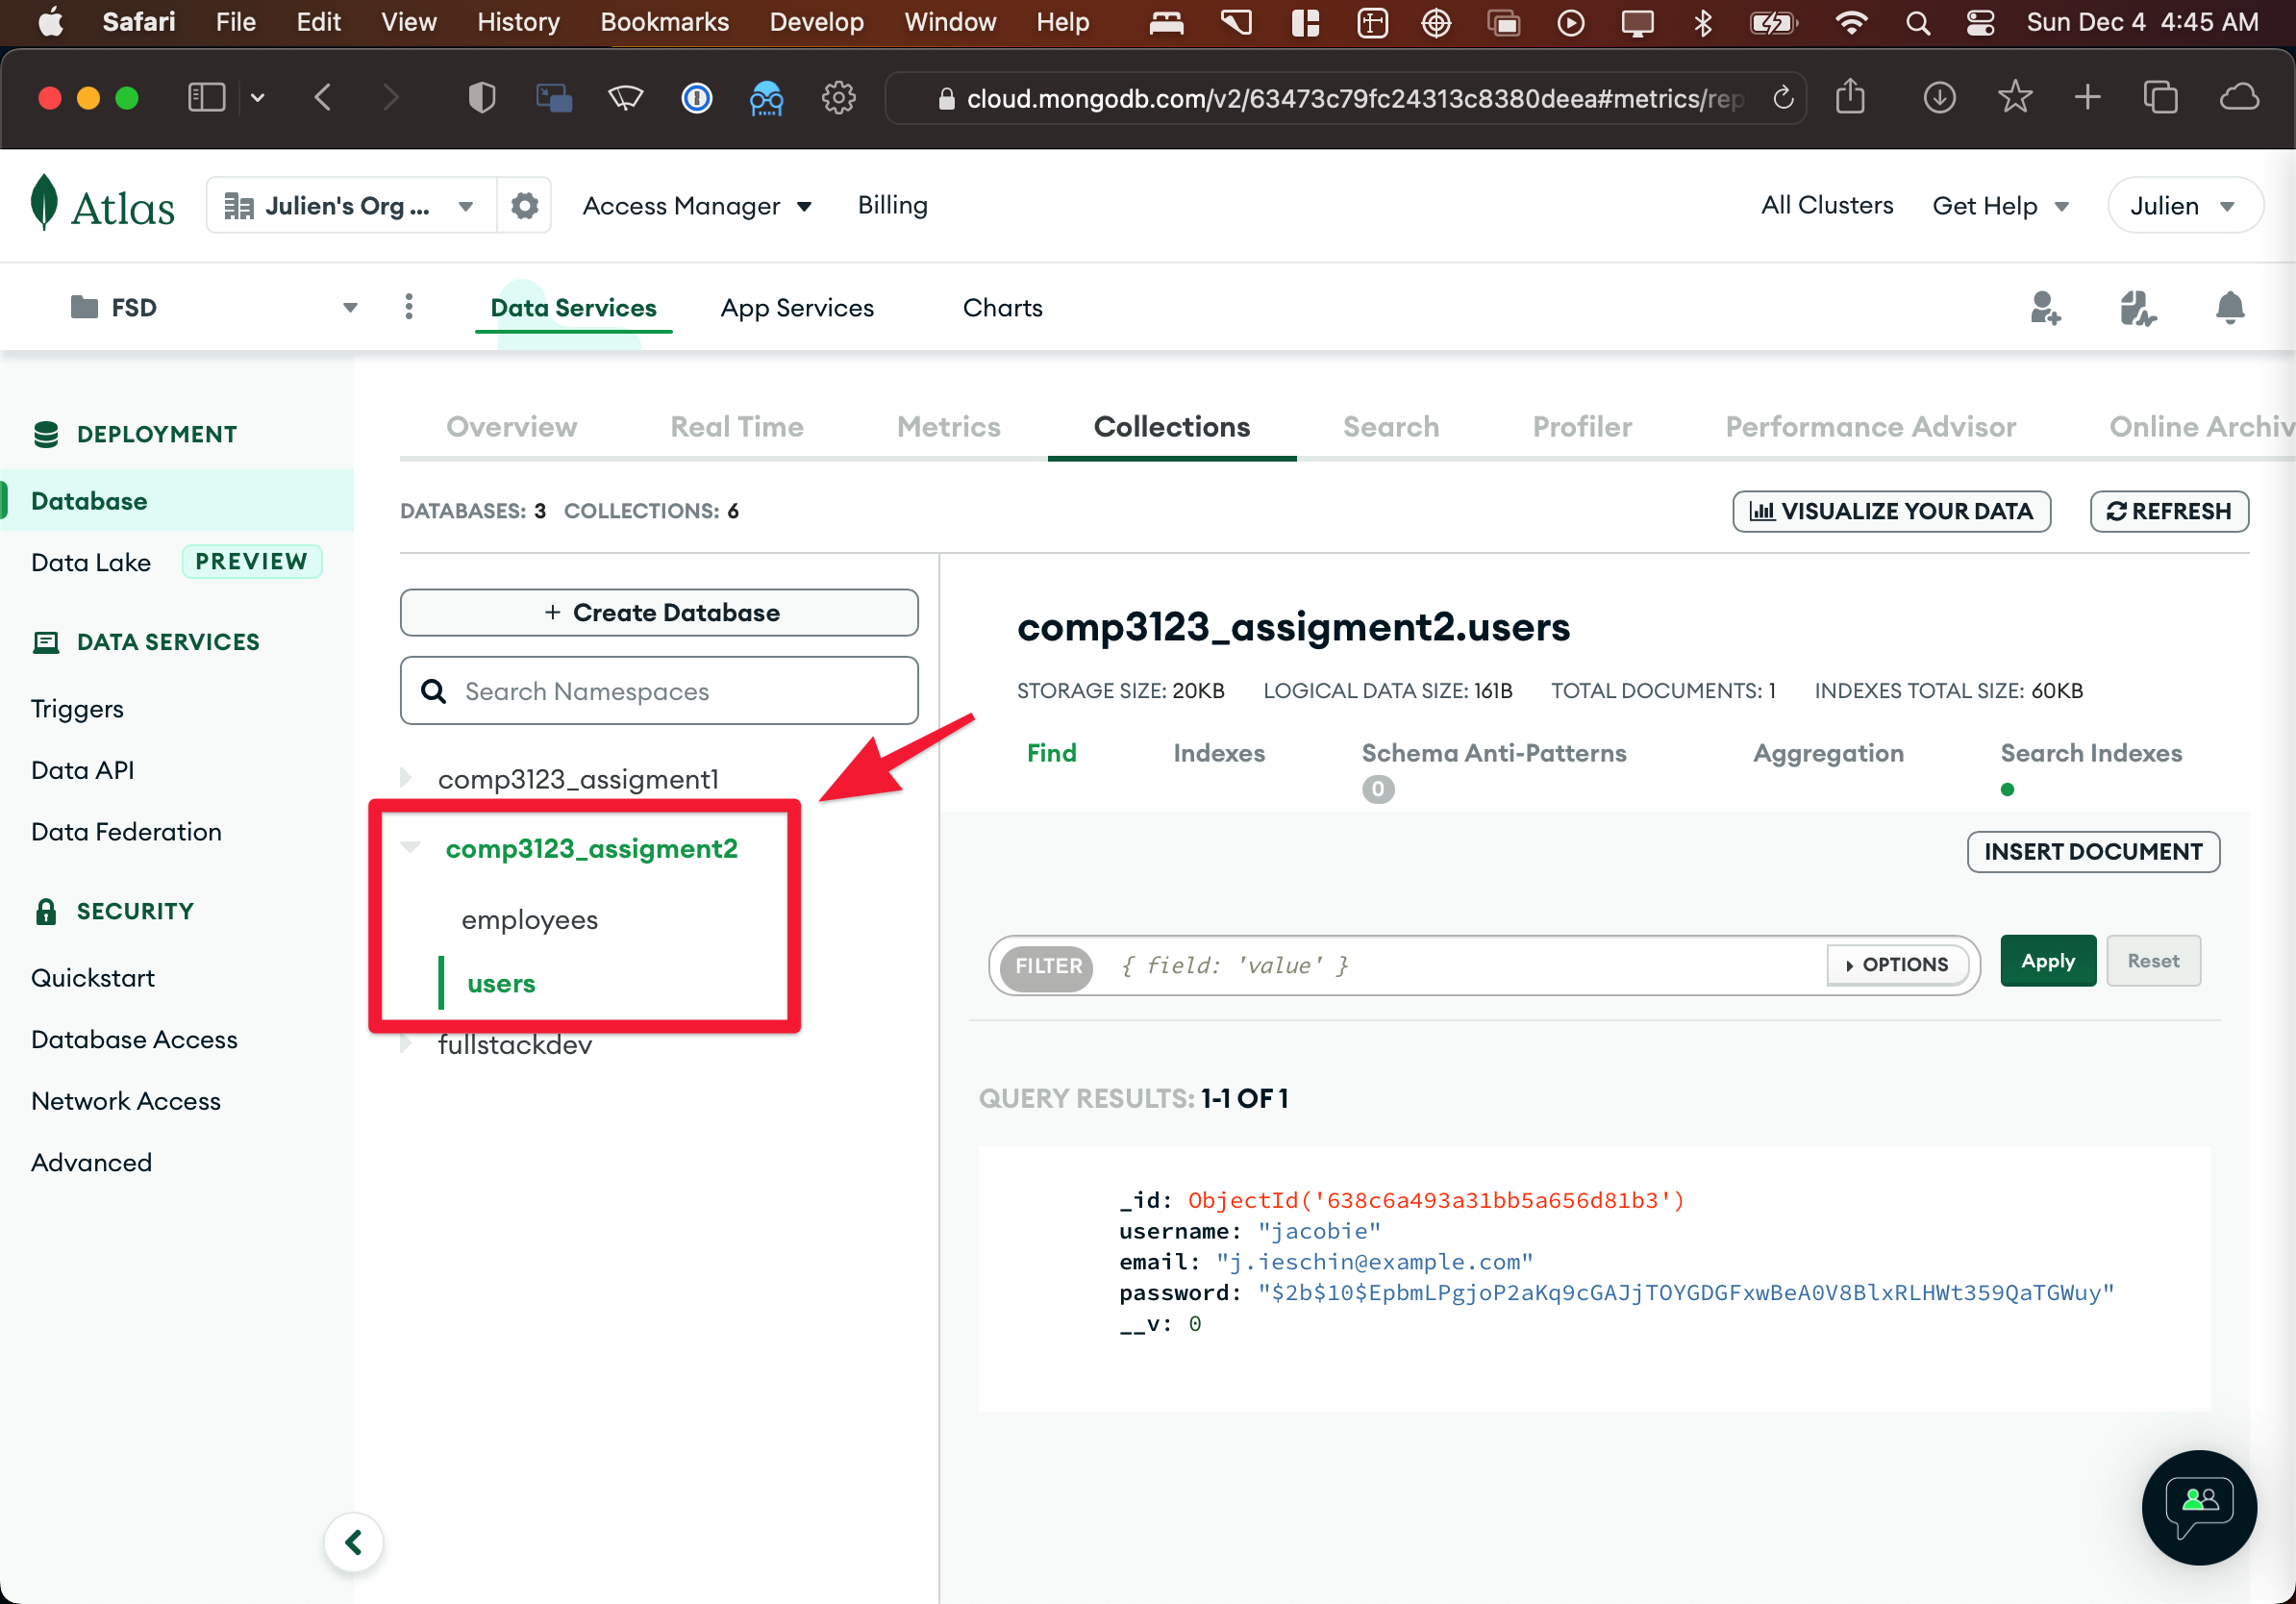 Safari File Edit View History Bookmarks Develop Window Help Sun Dec 4 4:45 AM
cloud.mongodb.com/v2/63473c79fc24313c8380deea#metrics/rep
Atlas Julien's Org ... Access Manager Billing All Clusters Get Help Julien
FSD Data Services App Services Charts
DEPLOYMENT
Database
Data Lake PREVIEW
DATA SERVICES
Triggers
Data API
Data Federation
SECURITY
Quickstart
Database Access
Network Access
Advanced
Overview Real Time Metrics Collections Search Profiler Performance Advisor Online Archiv
DATABASES: 3 COLLECTIONS: 6
VISUALIZE YOUR DATA REFRESH
+ Create Database
Search Namespaces
comp3123_assigment1
comp3123_assigment2
employees
users
fullstackdev
comp3123_assigment2.users
STORAGE SIZE: 20KB LOGICAL DATA SIZE: 161B TOTAL DOCUMENTS: 1 INDEXES TOTAL SIZE: 60KB
Find Indexes Schema Anti-Patterns Aggregation Search Indexes
0
INSERT DOCUMENT
FILTER { field: 'value' } OPTIONS Apply Reset
QUERY RESULTS: 1-1 OF 1
_id: ObjectId('638c6a493a31bb5a656d81b3')
username: "jacobie"
email: "j.ieschin@example.com"
password: "$2b$10$EpbmLPgjoP2aKq9cGAJjTOYGDGFxwBeA0V8BlxRLHWt359QaTGWuy"
__v: 0